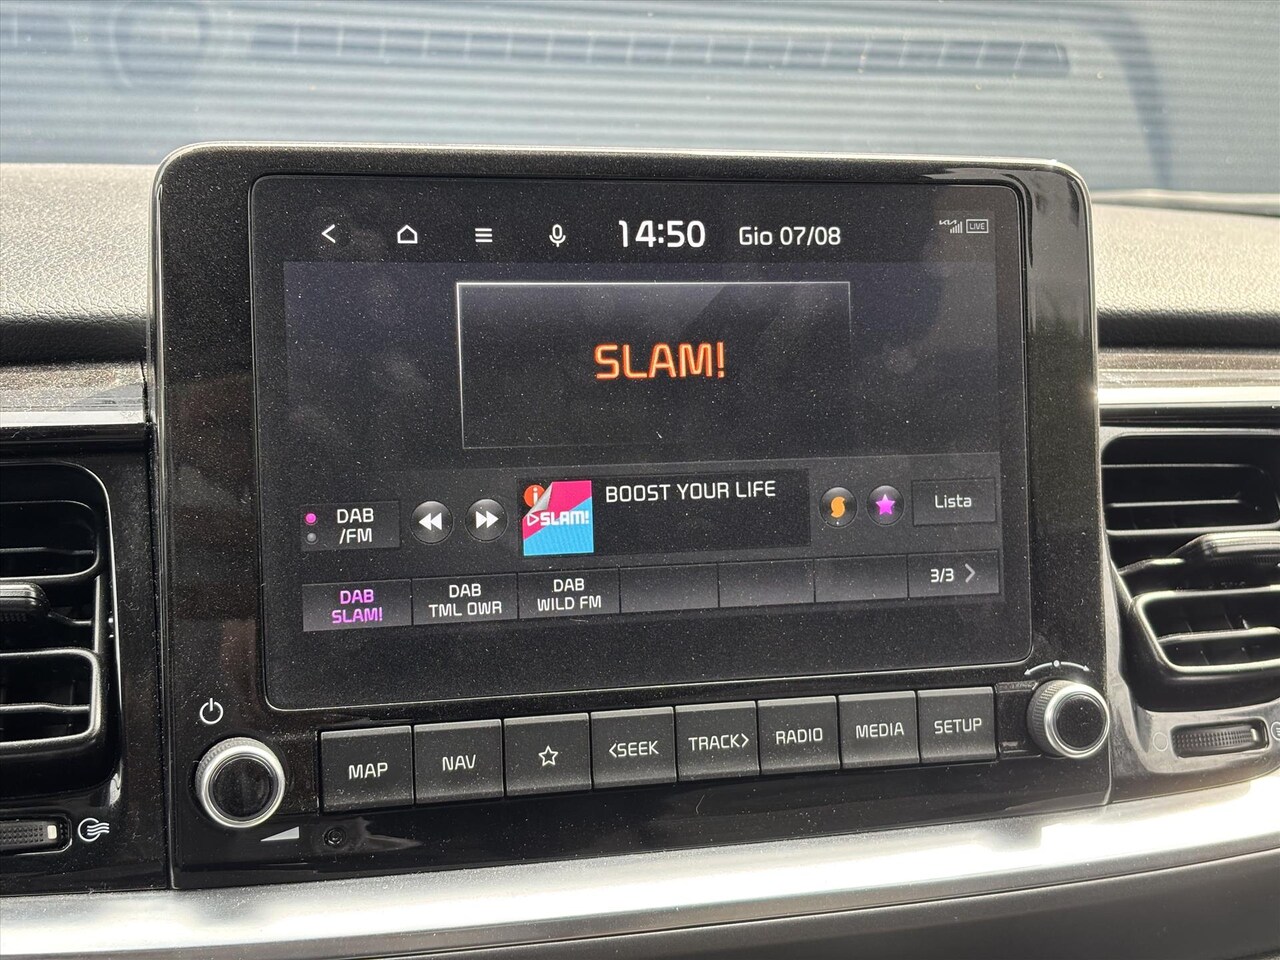 14:50 Gio 07/08 LIVE
SLAM!
BOOST YOUR LIFE
DAB
/FM
i
SLAM!
Lista
DAB
SLAM!
DAB
TML OWR
DAB
WILD FM
3/3
MAP NAV <SEEK TRACK> RADIO MEDIA SETUP